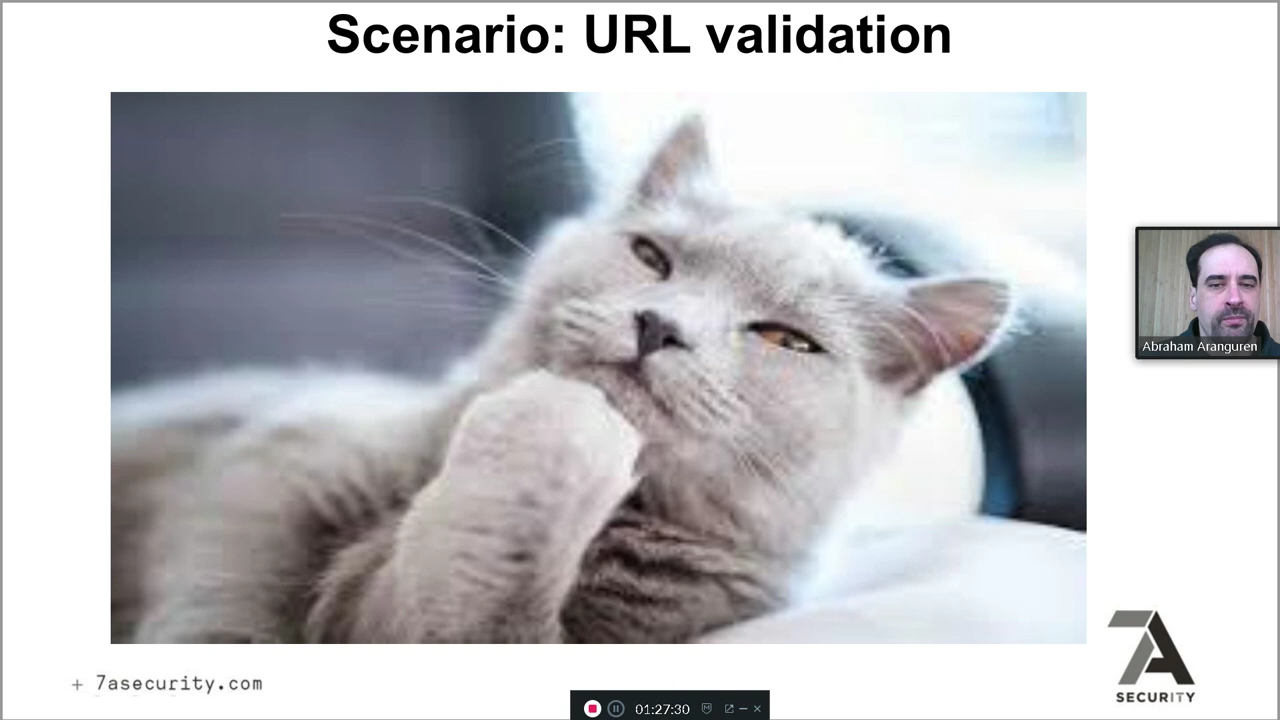 Scenario: URL validation
Abraham Aranguren
+ 7asecurity.com
7A
SECURITY
01:27:30